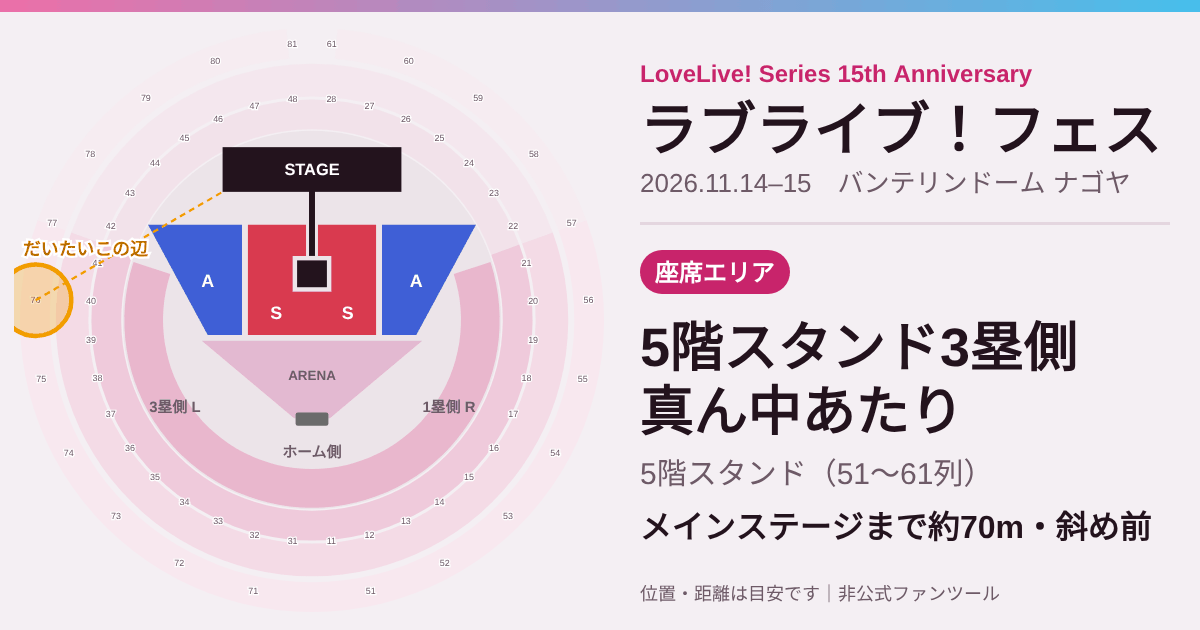 LoveLive! Series 15th Anniversary
ラブライブ！フェス
2026.11.14–15　バンテリンドーム ナゴヤ
座席エリア
5階スタンド3塁側
真ん中あたり
5階スタンド（51〜61列）
メインステージまで約70m・斜め前
位置・距離は目安です｜非公式ファンツール
81 61
80 60
48 28
79 47 27 59
46 26
45 25
78 44 24 58
STAGE
43 23
77 42 22 57
だいたいこの辺
41 21
A A
76 40 20 56
S S
39 19
ARENA
75 38 18 55
3塁側 L 1塁側 R
37 17
ホーム側
74 36 16 54
35 15
34 14
73 33 13 53
32 31 11 12
72 52
71 51